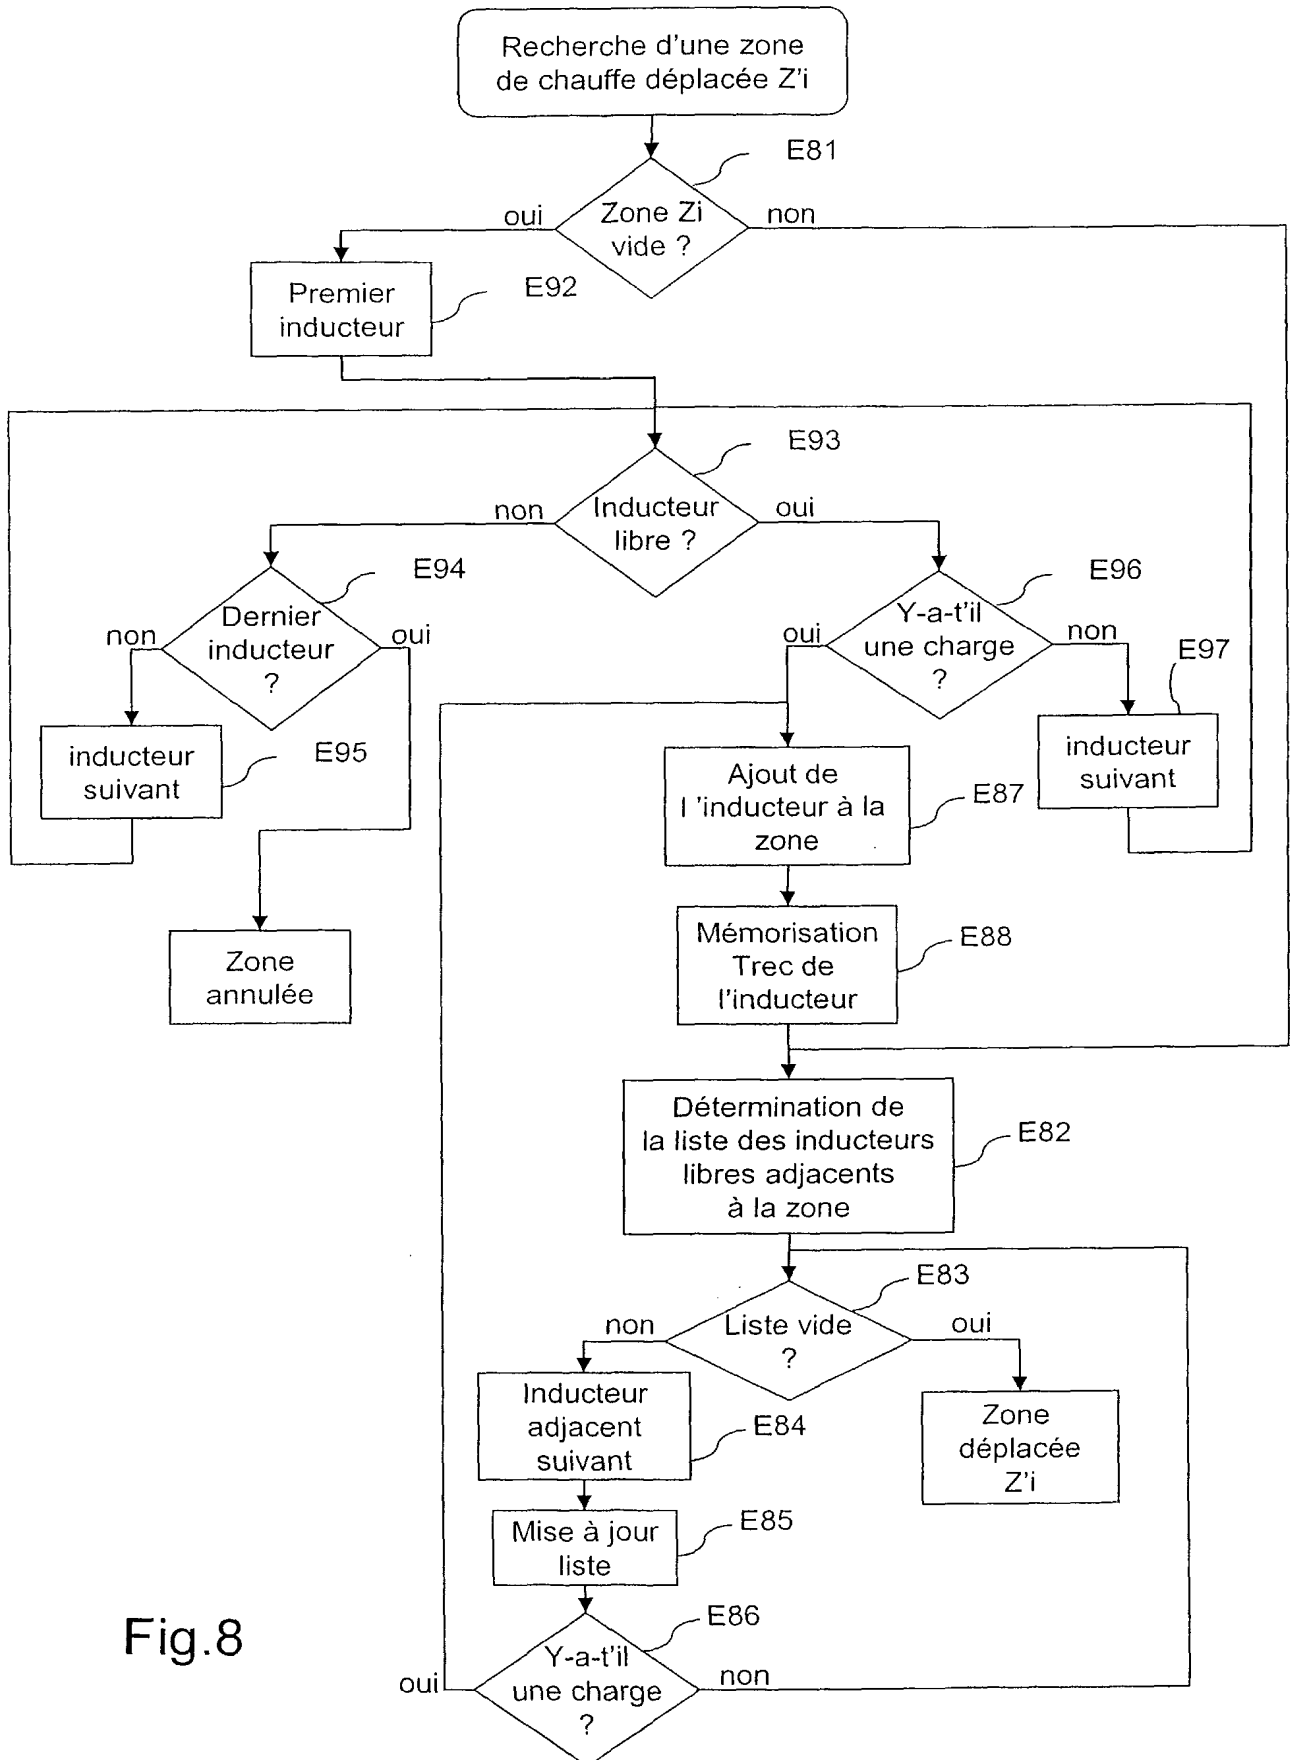 Recherche d'une zone
de chauffe déplacée Z'i
E81
oui
Zone Zi
vide ?
non
E92
Premier
inducteur
E93
non
Inducteur
libre ?
oui
E94
E96
non
Dernier
inducteur
?
oui
oui
Y-a-t'il
une charge
?
non
E97
inducteur
suivant
E95
inducteur
suivant
Ajout de
l 'inducteur à la
zone
E87
Zone
annulée
Mémorisation
Trec de
l'inducteur
E88
Détermination de
la liste des inducteurs
libres adjacents
à la zone
E82
E83
non
Liste vide
?
oui
Inducteur
adjacent
suivant
E84
Zone
déplacée
Z'i
Mise à jour
liste
E85
E86
oui
Y-a-t'il
une charge
?
non
Fig.8